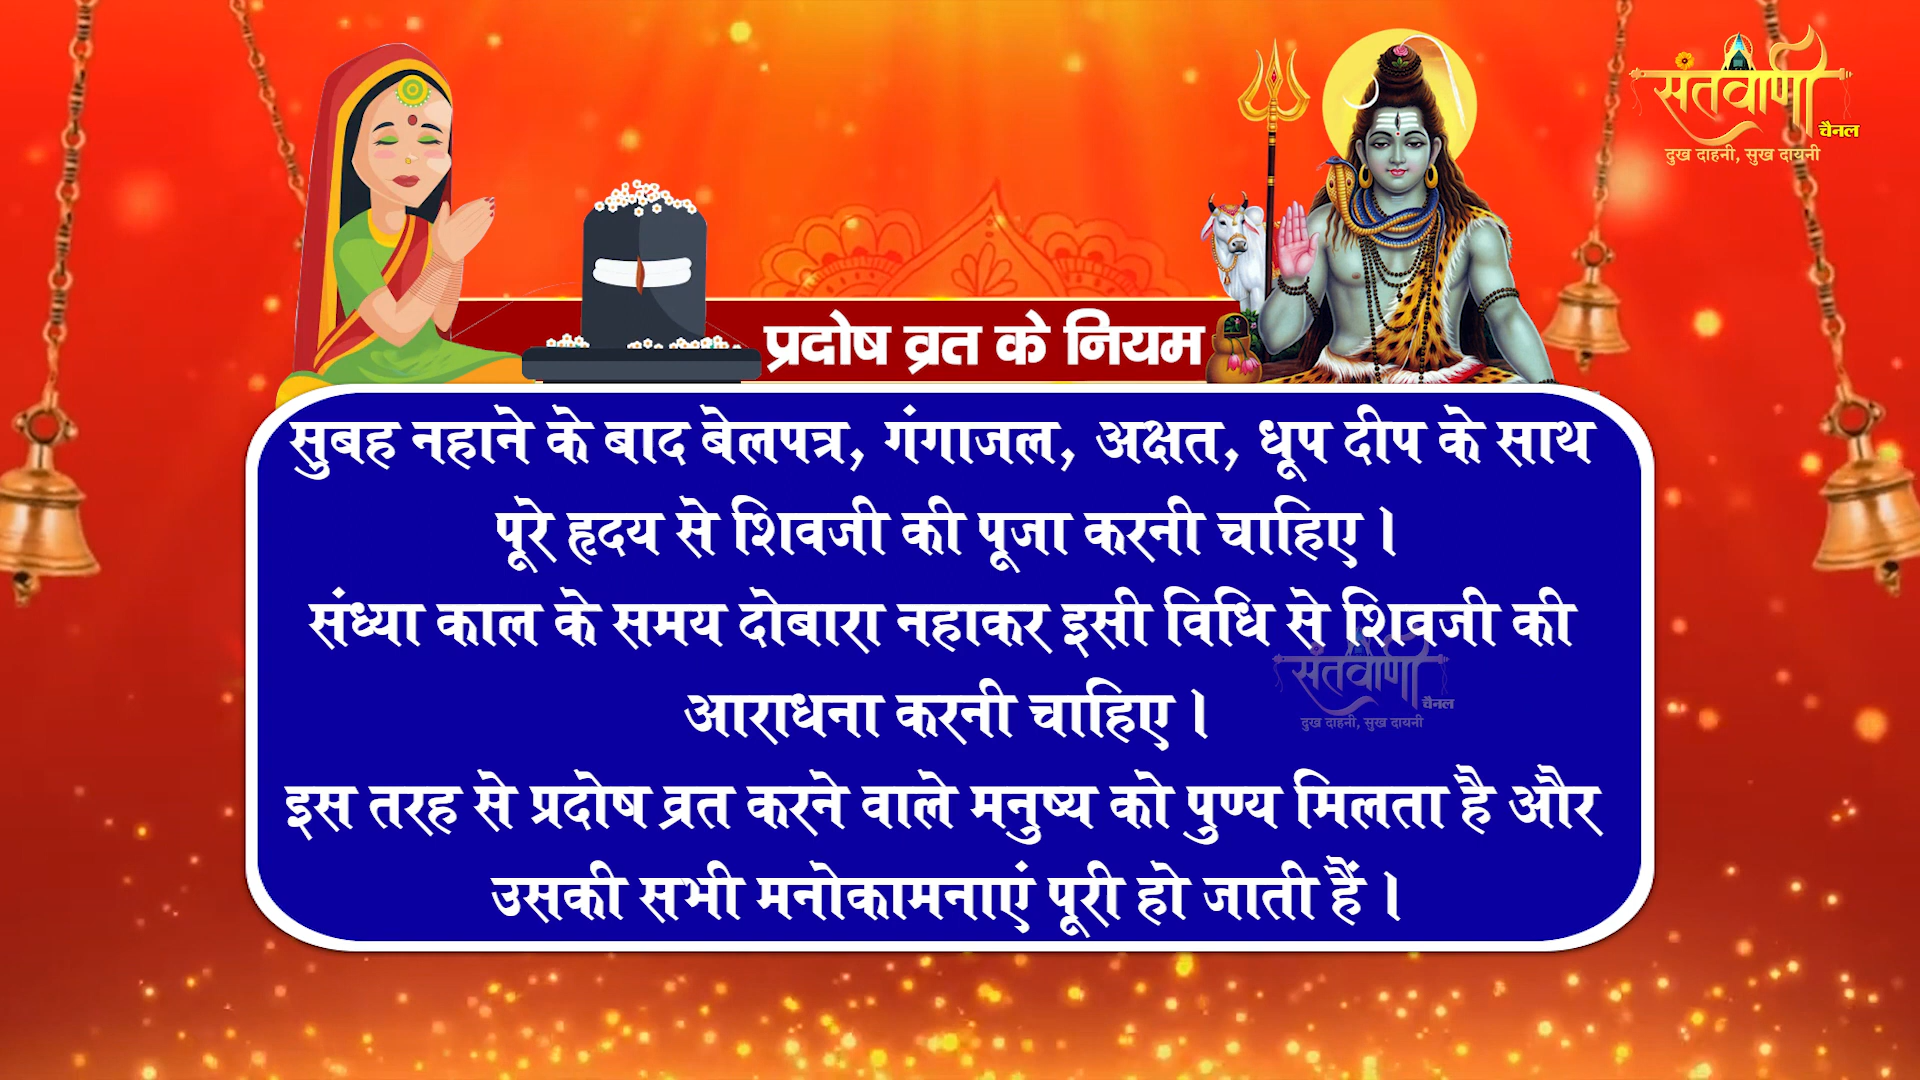 संतवाणी
चैनल
दुख दाहनी, सुख दायनी
प्रदोष व्रत के नियम
सुबह नहाने के बाद बेलपत्र, गंगाजल, अक्षत, धूप दीप के साथ
पूरे हृदय से शिवजी की पूजा करनी चाहिए ।
संध्या काल के समय दोबारा नहाकर इसी विधि से शिवजी की
संतवाणी
चैनल
दुख दाहनी, सुख दायनी
आराधना करनी चाहिए ।
इस तरह से प्रदोष व्रत करने वाले मनुष्य को पुण्य मिलता है और
उसकी सभी मनोकामनाएं पूरी हो जाती हैं ।